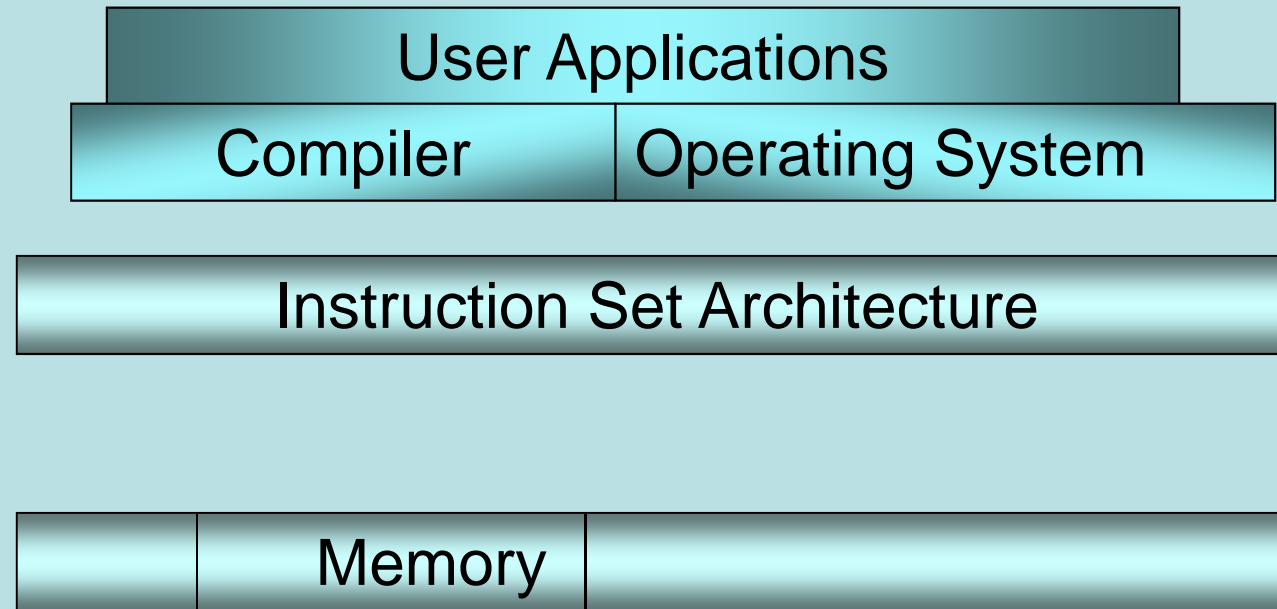 User Applications
Compiler Operating System
Instruction Set Architecture
Memory